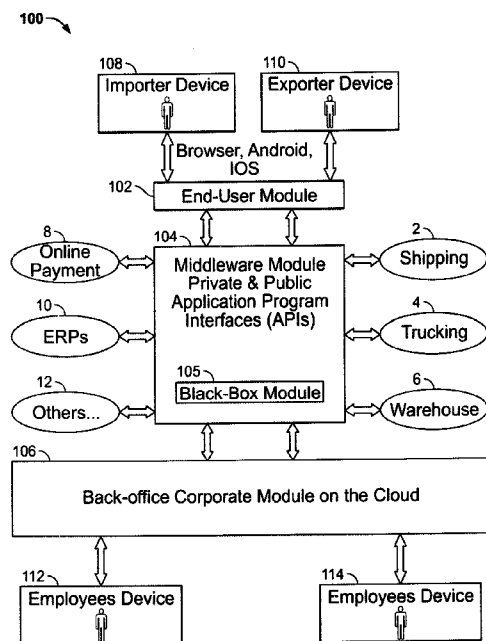 100
108
110
Importer Device
Exporter Device
Browser, Android,
IOS
102
End-User Module
8
Online
Payment
104
Middleware Module
Private & Public
Application Program
Interfaces (APIs)
2
Shipping
10
ERPs
4
Trucking
12
Others...
105
Black-Box Module
6
Warehouse
106
Back-office Corporate Module on the Cloud
112
Employees Device
114
Employees Device